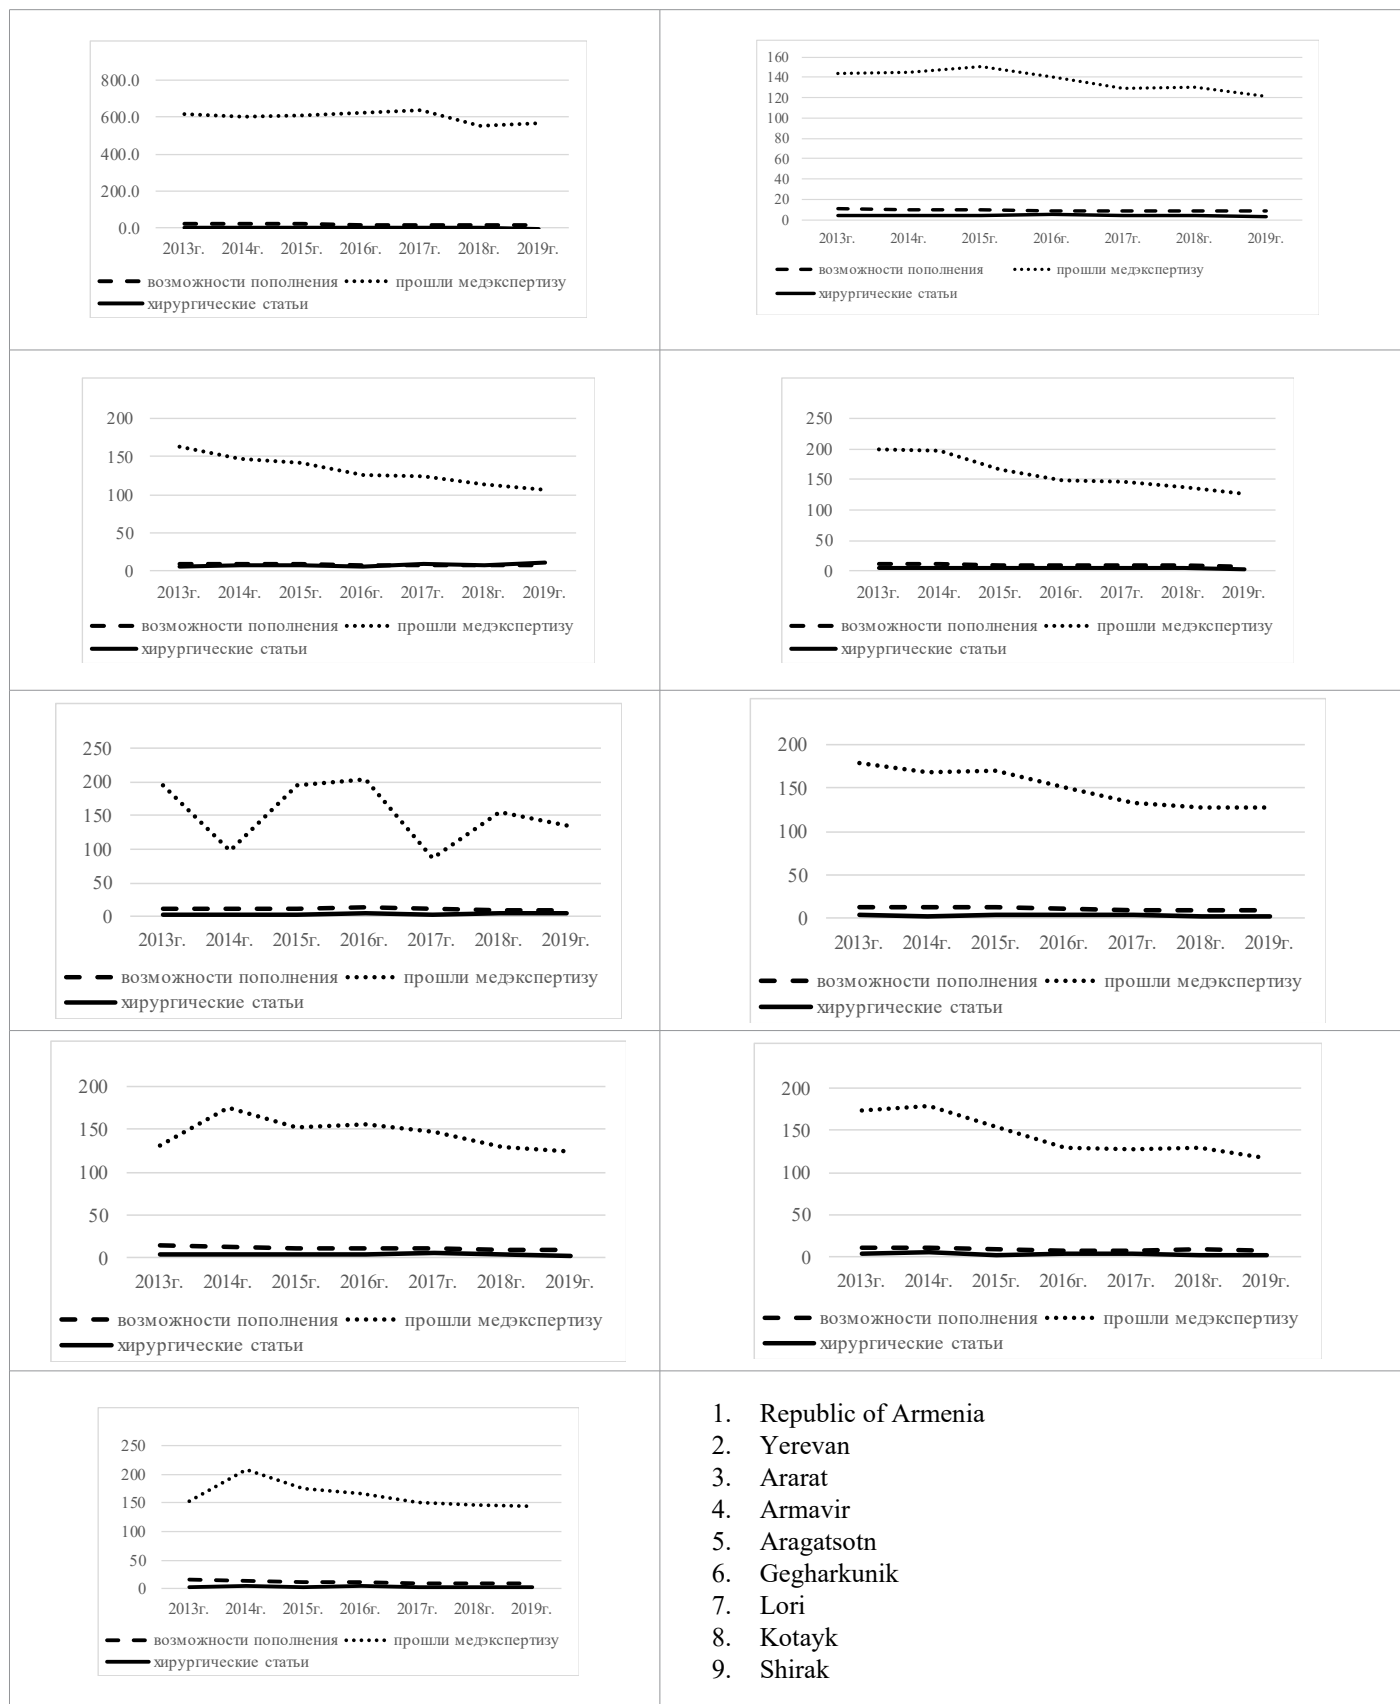 800.0
600.0
400.0
200.0
0.0
2013г. 2014г. 2015г. 2016г. 2017г. 2018г. 2019г.
возможности пополнения прошли медэкспертизу
хирургические статьи
160
140
120
100
80
60
40
20
0
2013г. 2014г. 2015г. 2016г. 2017г. 2018г. 2019г.
возможности пополнения прошли медэкспертизу
хирургические статьи
200
150
100
50
0
2013г. 2014г. 2015г. 2016г. 2017г. 2018г. 2019г.
возможности пополнения прошли медэкспертизу
хирургические статьи
250
200
150
100
50
0
2013г. 2014г. 2015г. 2016г. 2017г. 2018г. 2019г.
возможности пополнения прошли медэкспертизу
хирургические статьи
250
200
150
100
50
0
2013г. 2014г. 2015г. 2016г. 2017г. 2018г. 2019г.
возможности пополнения прошли медэкспертизу
хирургические статьи
200
150
100
50
0
2013г. 2014г. 2015г. 2016г. 2017г. 2018г. 2019г.
возможности пополнения прошли медэкспертизу
хирургические статьи
200
150
100
50
0
2013г. 2014г. 2015г. 2016г. 2017г. 2018г. 2019г.
возможности пополнения прошли медэкспертизу
хирургические статьи
200
150
100
50
0
2013г. 2014г. 2015г. 2016г. 2017г. 2018г. 2019г.
возможности пополнения прошли медэкспертизу
хирургические статьи
250
200
150
100
50
0
2013г. 2014г. 2015г. 2016г. 2017г. 2018г. 2019г.
возможности пополнения прошли медэкспертизу
хирургические статьи
1. Republic of Armenia
2. Yerevan
3. Ararat
4. Armavir
5. Aragatsotn
6. Gegharkunik
7. Lori
8. Kotayk
9. Shirak